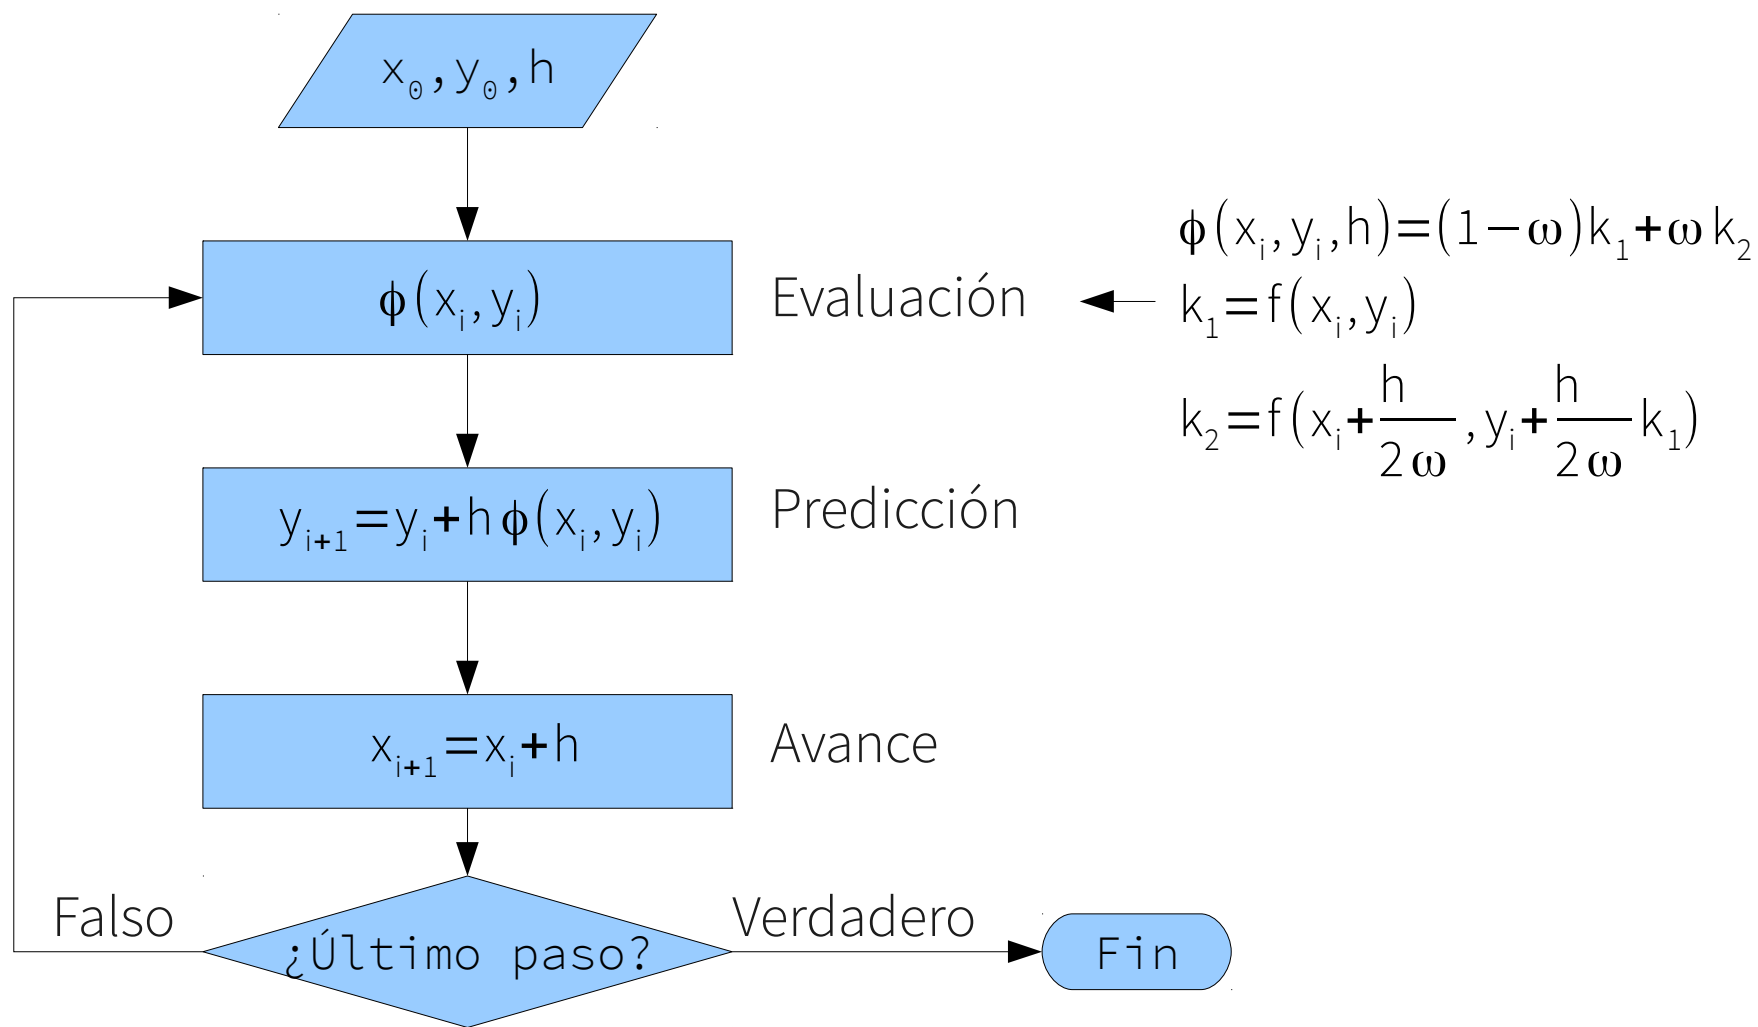 x₀,y₀,h
ϕ(xᵢ,yᵢ)
Evaluación
ϕ(xᵢ,yᵢ,h)=(1−ω)k₁+ωk₂
k₁=f(xᵢ,yᵢ)
k₂=f(xᵢ+h/2ω,yᵢ+h/2ω k₁)
yᵢ₊₁=yᵢ+hϕ(xᵢ,yᵢ)
Predicción
xᵢ₊₁=xᵢ+h
Avance
Falso
¿Último paso?
Verdadero
Fin